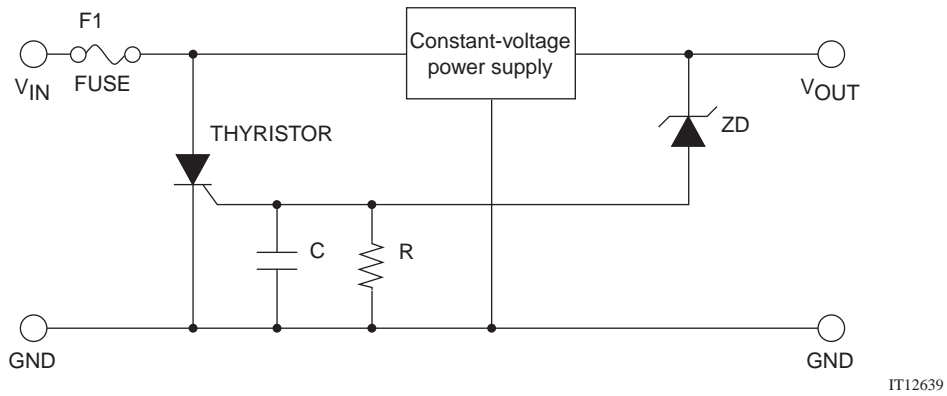 F1
FUSE
VIN
Constant-voltage
power supply
VOUT
ZD
THYRISTOR
C
R
GND
GND
IT12639